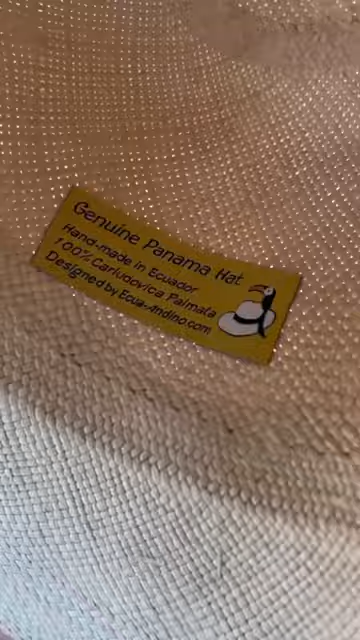 Genuine Panama Hat
Hand-made in Ecuador
100% Carludovica Palmata
Designed by Ecua-Andino.com